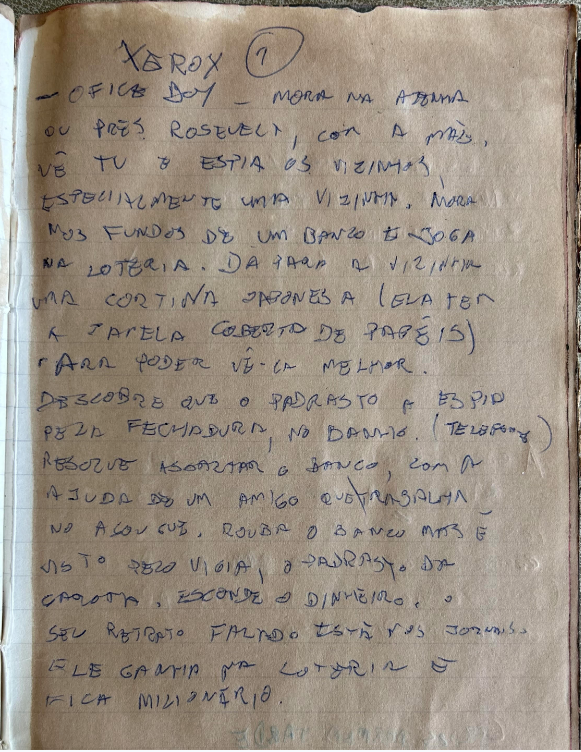 XEROX 1
- OFICE BOY - MORA NA AZENHA
OU PRES ROSEVELT, COM A MÃE.
VÊ TV E ESPIA OS VIZINHOS,
ESPECIALMENTE UMA VIZINHA. MORA
NOS FUNDOS DE UM BANCO E JOGA
NA LOTERIA. DÁ PARA A VIZINHA
UMA CORTINA JAPONESA (ELA TEM
A JANELA COBERTA DE PAPÉIS)
PARA PODER VÊ-LA MELHOR.
DESCOBRE QUE O PADRASTO A ESPIA
PELA FECHADURA, NO BANHO. (TELEFONE)
RESOLVE ASSALTAR O BANCO, COM A
AJUDA DE UM AMIGO QUE TRABALHA
NO AÇOUGUE. ROUBA O BANCO MAS É
VISTO PELO VIGIA, O PADRASTO DA
GAROTA. ESCONDE O DINHEIRO. O
SEU RETRATO FALADO ESTÁ NOS JORNAIS.
ELE GANHA NA LOTERIA E
FICA MILIONÁRIO.